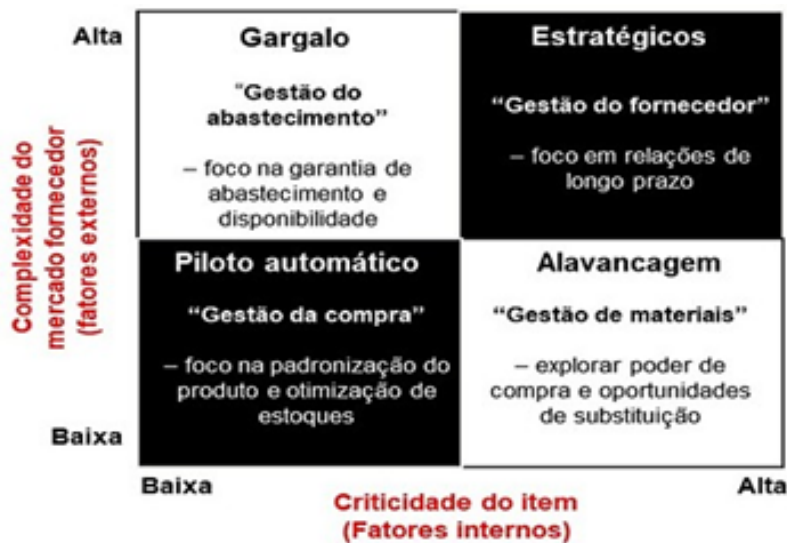 Alta
Gargalo
"Gestão do
abastecimento"
– foco na garantia de
abastecimento e
disponibilidade
Estratégicos
"Gestão do fornecedor"
– foco em relações de
longo prazo
Complexidade do
mercado fornecedor
(fatores externos)
Piloto automático
"Gestão da compra"
– foco na padronização do
produto e otimização de
estoques
Alavancagem
"Gestão de materiais"
– explorar poder de
compra e oportunidades
de substituição
Baixa
Baixa
Criticidade do item
(Fatores internos)
Alta